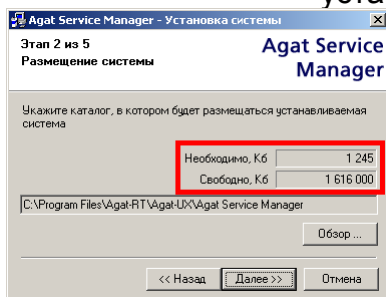 уста
Agat Service Manager - Установка системы
Этап 2 из 5
Размещение системы
Agat Service
Manager
Укажите каталог, в котором будет размещаться устанавливаемая
система
Необходимо, Кб 1 245
Свободно, Кб 1 616 000
C:\Program Files\Agat-RT\Agat-UX\Agat Service Manager
Обзор ...
<< Назад Далее >> Отмена